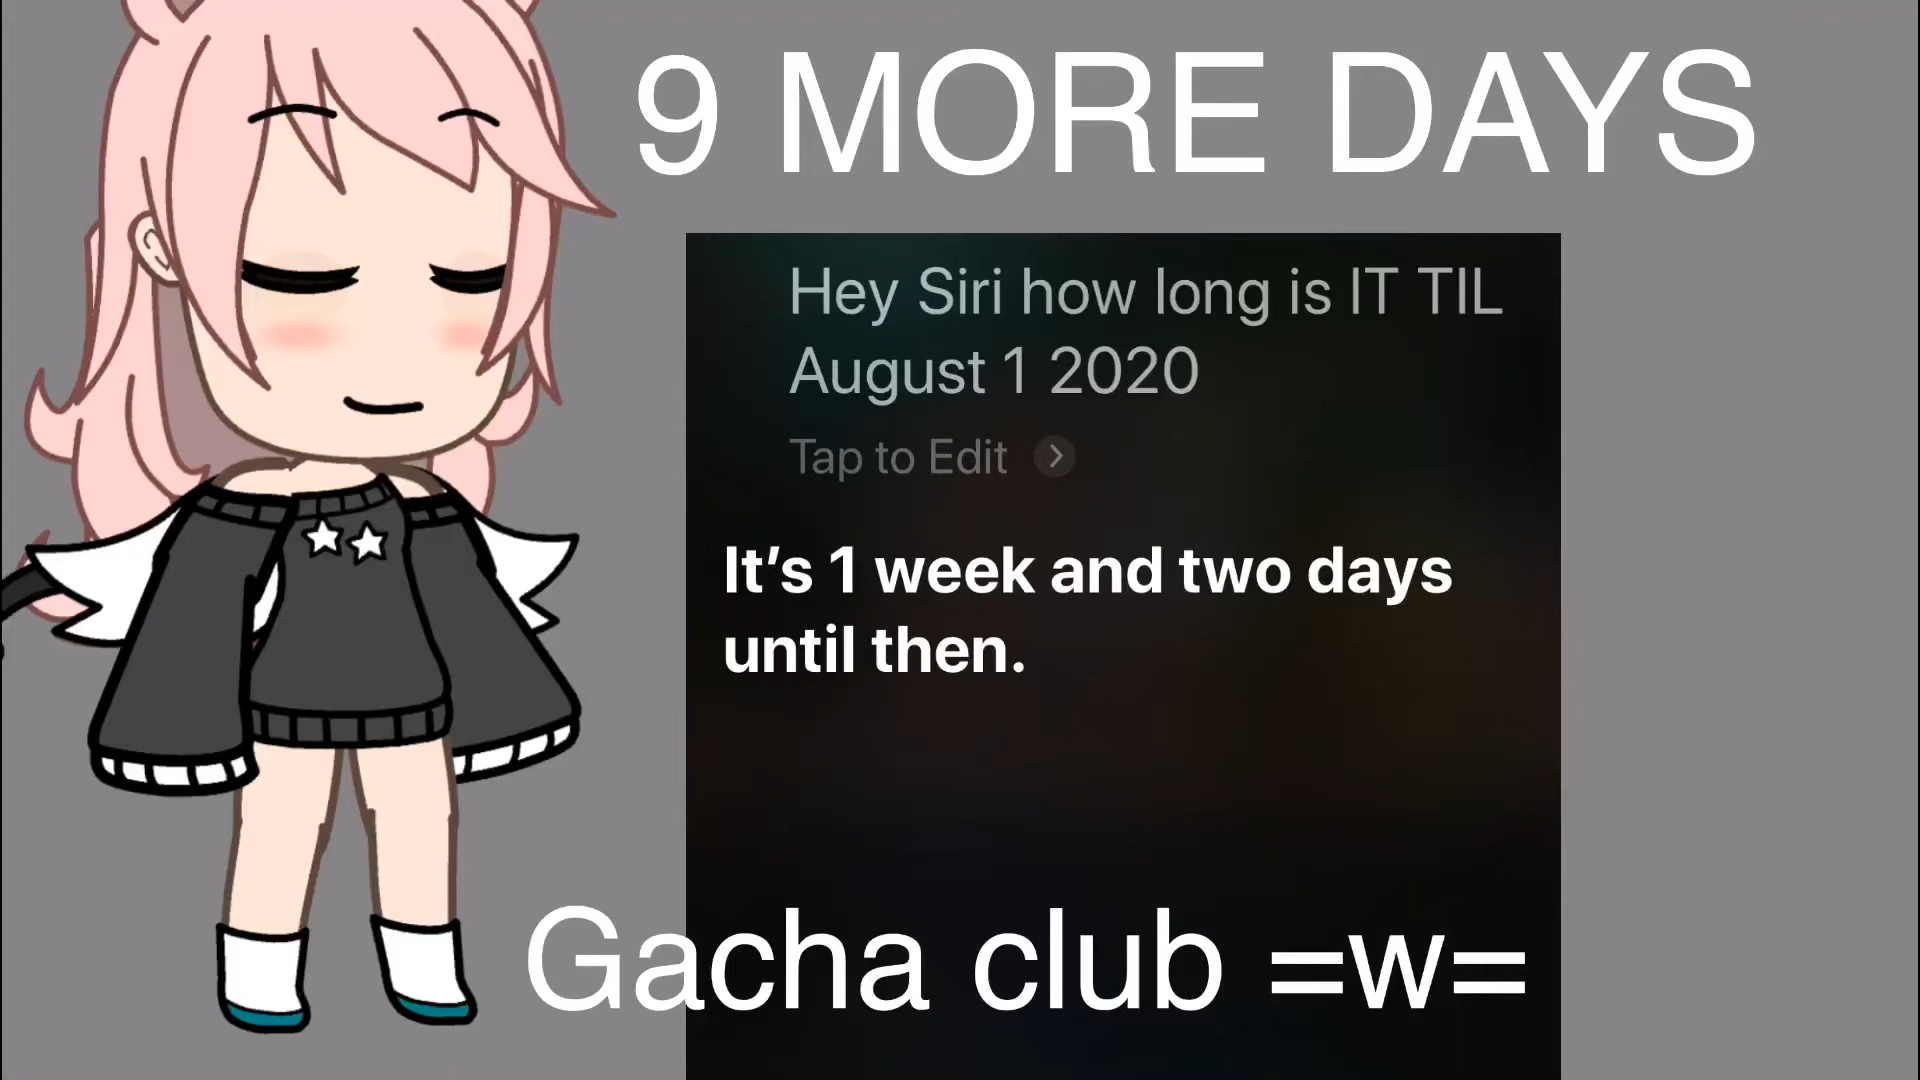 9 MORE DAYS
Hey Siri how long is IT TIL
August 1 2020
Tap to Edit
It’s 1 week and two days
until then.
Gacha club =w=